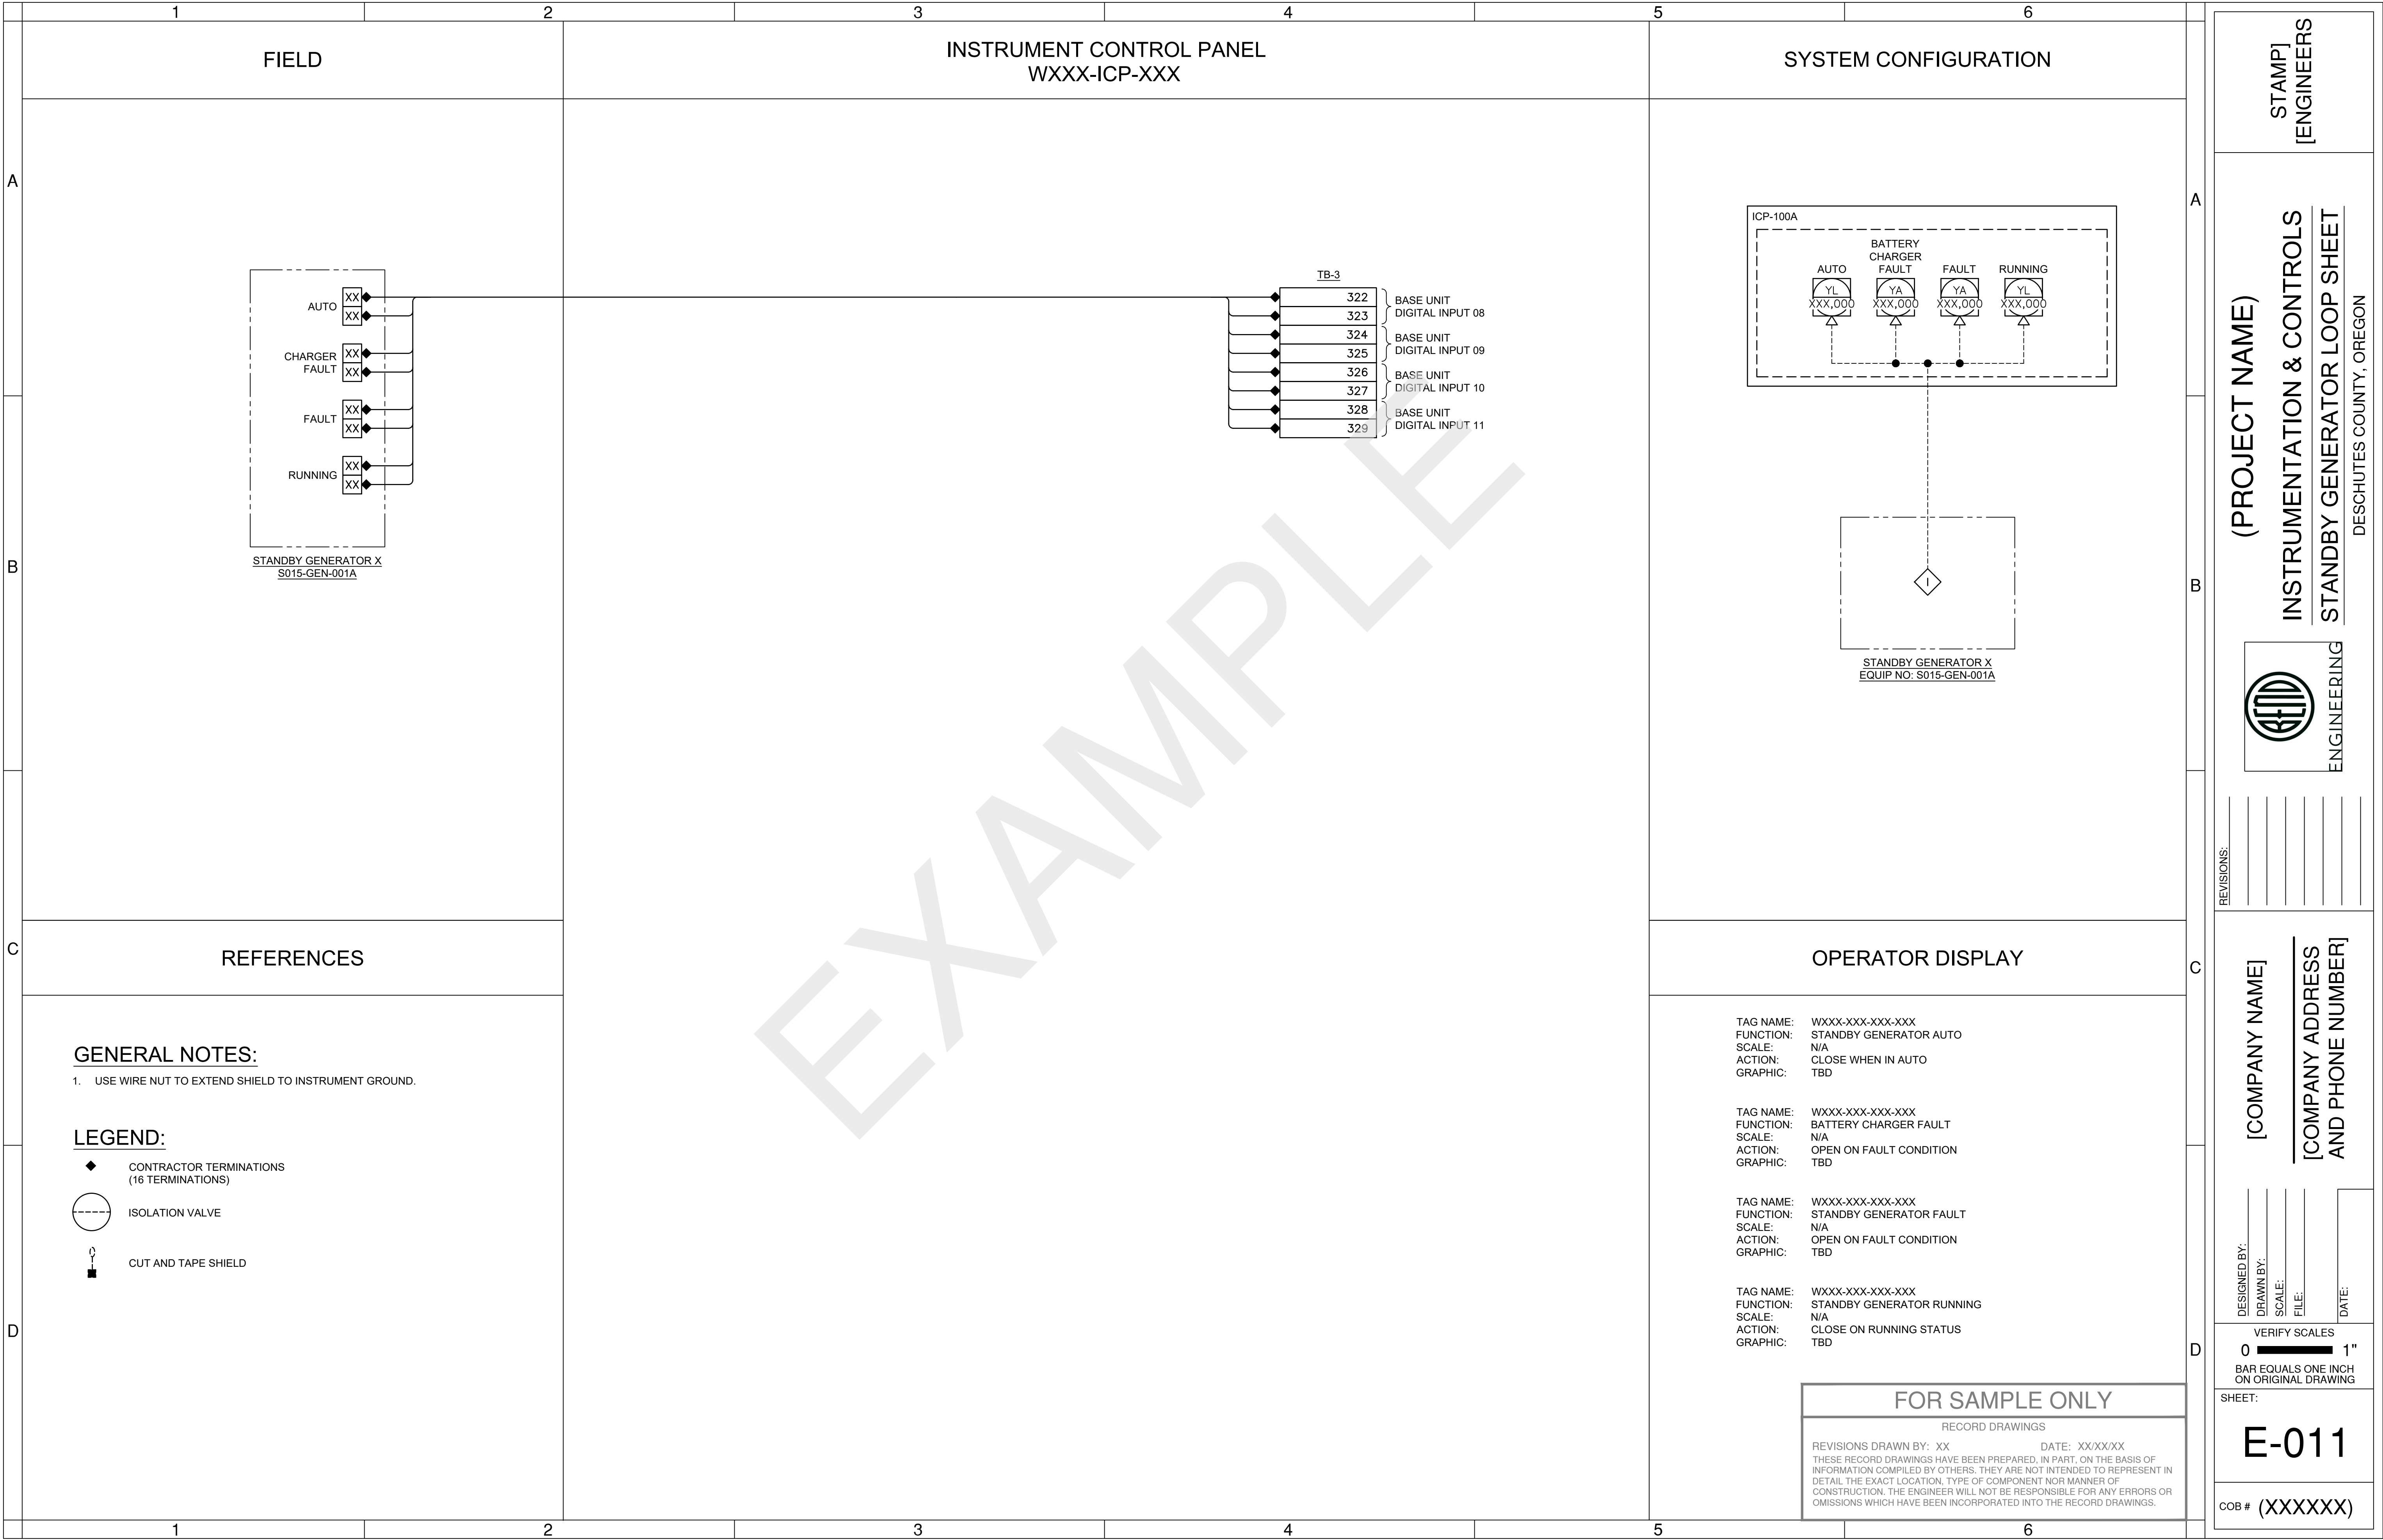 1 2 3 4 5 6
FIELD
INSTRUMENT CONTROL PANEL
WXXX-ICP-XXX
SYSTEM CONFIGURATION
A
B
C
D
AUTO
XX
XX
CHARGER
FAULT
XX
XX
FAULT
XX
XX
RUNNING
XX
XX
STANDBY GENERATOR X
S015-GEN-001A
TB-3
322
323
BASE UNIT
DIGITAL INPUT 08
324
325
BASE UNIT
DIGITAL INPUT 09
326
327
BASE UNIT
DIGITAL INPUT 10
328
329
BASE UNIT
DIGITAL INPUT 11
EXAMPLE
ICP-100A
AUTO
YL
XXX,000
BATTERY
CHARGER
FAULT
YA
XXX,000
FAULT
YA
XXX,000
RUNNING
YL
XXX,000
I
STANDBY GENERATOR X
EQUIP NO: S015-GEN-001A
A
B
C
D
REFERENCES
GENERAL NOTES:
1. USE WIRE NUT TO EXTEND SHIELD TO INSTRUMENT GROUND.
LEGEND:
CONTRACTOR TERMINATIONS
(16 TERMINATIONS)
ISOLATION VALVE
CUT AND TAPE SHIELD
OPERATOR DISPLAY
TAG NAME: WXXX-XXX-XXX-XXX
FUNCTION: STANDBY GENERATOR AUTO
SCALE: N/A
ACTION: CLOSE WHEN IN AUTO
GRAPHIC: TBD
TAG NAME: WXXX-XXX-XXX-XXX
FUNCTION: BATTERY CHARGER FAULT
SCALE: N/A
ACTION: OPEN ON FAULT CONDITION
GRAPHIC: TBD
TAG NAME: WXXX-XXX-XXX-XXX
FUNCTION: STANDBY GENERATOR FAULT
SCALE: N/A
ACTION: OPEN ON FAULT CONDITION
GRAPHIC: TBD
TAG NAME: WXXX-XXX-XXX-XXX
FUNCTION: STANDBY GENERATOR RUNNING
SCALE: N/A
ACTION: CLOSE ON RUNNING STATUS
GRAPHIC: TBD
FOR SAMPLE ONLY
RECORD DRAWINGS
REVISIONS DRAWN BY: XX DATE: XX/XX/XX
THESE RECORD DRAWINGS HAVE BEEN PREPARED, IN PART, ON THE BASIS OF
INFORMATION COMPILED BY OTHERS. THEY ARE NOT INTENDED TO REPRESENT IN
DETAIL THE EXACT LOCATION, TYPE OF COMPONENT NOR MANNER OF
CONSTRUCTION. THE ENGINEER WILL NOT BE RESPONSIBLE FOR ANY ERRORS OR
OMISSIONS WHICH HAVE BEEN INCORPORATED INTO THE RECORD DRAWINGS.
1 2 3 4 5 6
STAMP]
[ENGINEERS
(PROJECT NAME)
INSTRUMENTATION & CONTROLS
STANDBY GENERATOR LOOP SHEET
DESCHUTES COUNTY, OREGON
ENGINEERING
REVISIONS:
[COMPANY NAME]
[COMPANY ADDRESS
AND PHONE NUMBER]
DESIGNED BY:
DRAWN BY:
SCALE:
FILE:
DATE:
VERIFY SCALES
0 1"
BAR EQUALS ONE INCH
ON ORIGINAL DRAWING
SHEET:
E-011
COB # (XXXXXX)